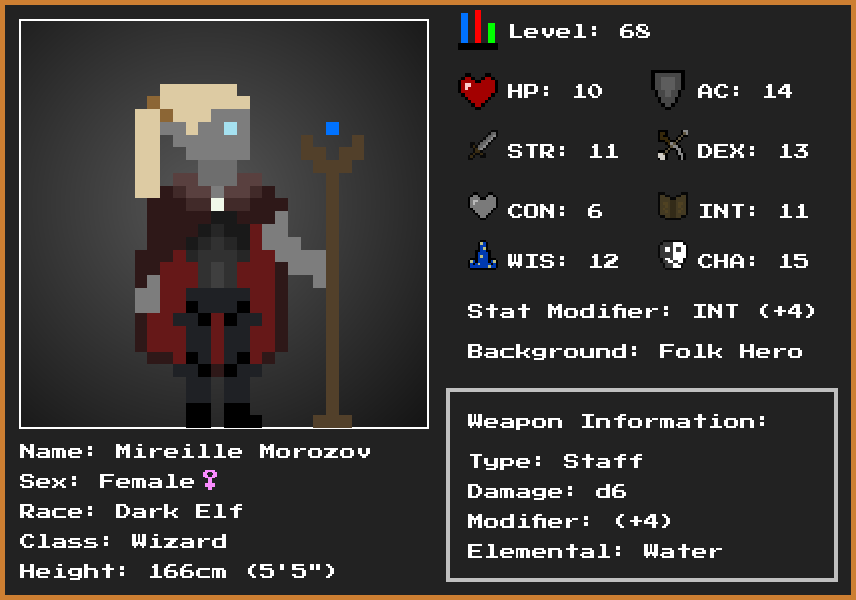 Level: 68
HP: 10 AC: 14
STR: 11 DEX: 13
CON: 6 INT: 11
WIS: 12 CHA: 15
Stat Modifier: INT (+4)
Background: Folk Hero
Weapon Information:
Type: Staff
Damage: d6
Modifier: (+4)
Elemental: Water
Name: Mireille Morozov
Sex: Female♀
Race: Dark Elf
Class: Wizard
Height: 166cm (5'5")